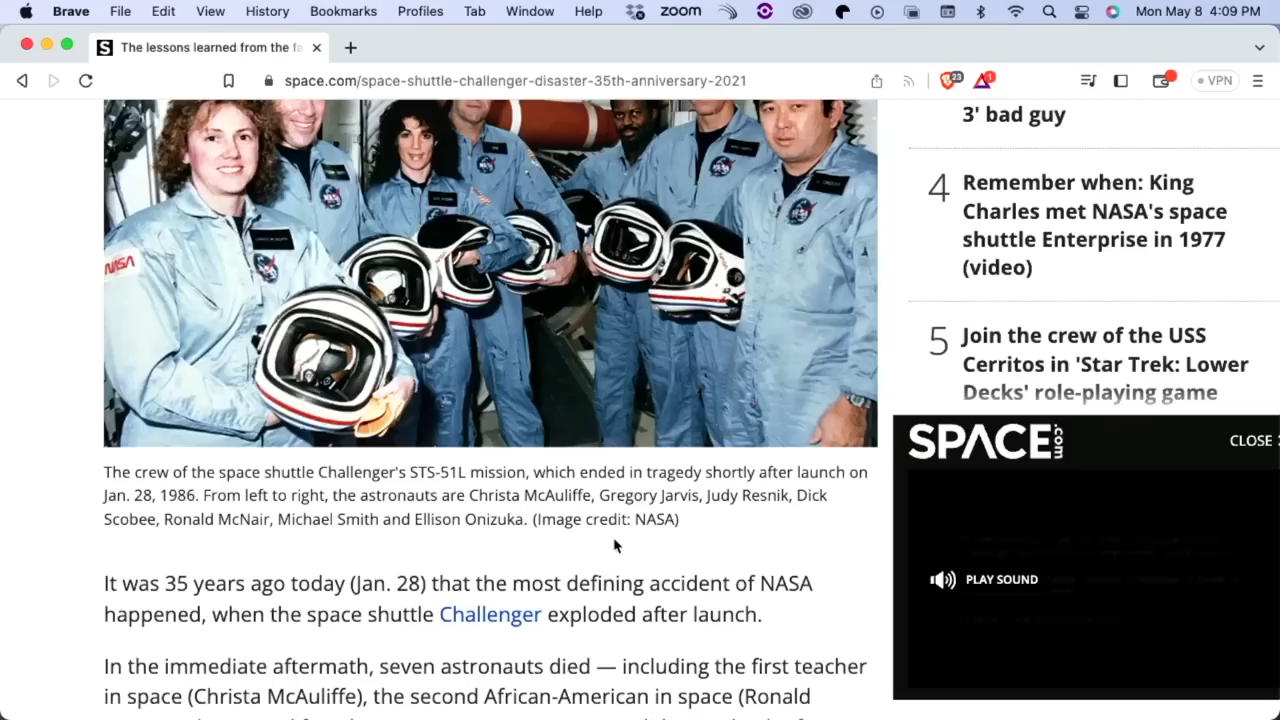 Brave File Edit View History Bookmarks Profiles Tab Window Help zoom Mon May 8 4:09 PM
S The lessons learned from the fa
space.com/space-shuttle-challenger-disaster-35th-anniversary-2021 23 1 VPN
3' bad guy
4 Remember when: King
Charles met NASA's space
shuttle Enterprise in 1977
(video)
5 Join the crew of the USS
Cerritos in 'Star Trek: Lower
Decks' role-playing game
NASA
The crew of the space shuttle Challenger's STS-51L mission, which ended in tragedy shortly after launch on
Jan. 28, 1986. From left to right, the astronauts are Christa McAuliffe, Gregory Jarvis, Judy Resnik, Dick
Scobee, Ronald McNair, Michael Smith and Ellison Onizuka. (Image credit: NASA)
It was 35 years ago today (Jan. 28) that the most defining accident of NASA
happened, when the space shuttle Challenger exploded after launch.
In the immediate aftermath, seven astronauts died — including the first teacher
in space (Christa McAuliffe), the second African-American in space (Ronald
SPACE.com CLOSE
PLAY SOUND